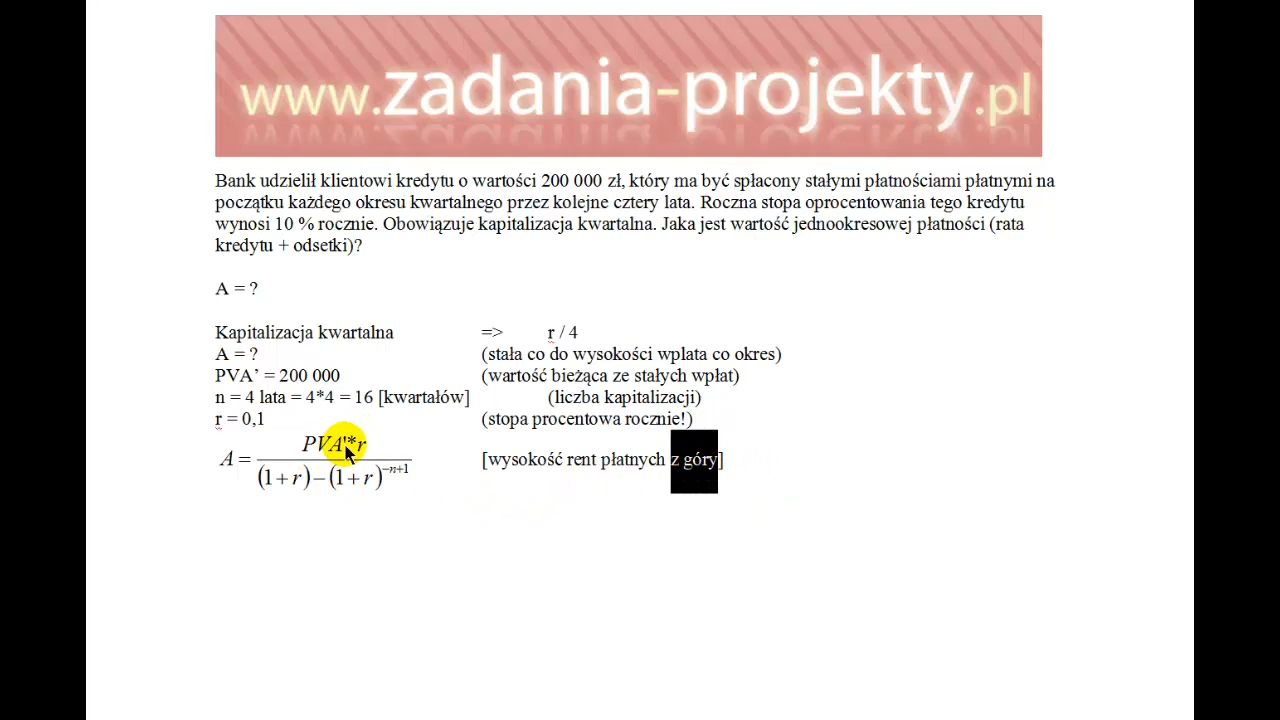 www.zadania-projekty.pl
Bank udzielił klientowi kredytu o wartości 200 000 zł, który ma być spłacony stałymi płatnościami płatnymi na
początku każdego okresu kwartalnego przez kolejne cztery lata. Roczna stopa oprocentowania tego kredytu
wynosi 10 % rocznie. Obowiązuje kapitalizacja kwartalna. Jaka jest wartość jednookresowej płatności (rata
kredytu + odsetki)?
A = ?
Kapitalizacja kwartalna => r / 4
A = ? (stała co do wysokości wplata co okres)
PVA’ = 200 000 (wartość bieżąca ze stałych wpłat)
n = 4 lata = 4*4 = 16 [kwartałów] (liczba kapitalizacji)
r = 0,1 (stopa procentowa rocznie!)
PVA'*r
A = [wysokość rent płatnych z góry]
(1+r)−(1+r)^{−n+1}